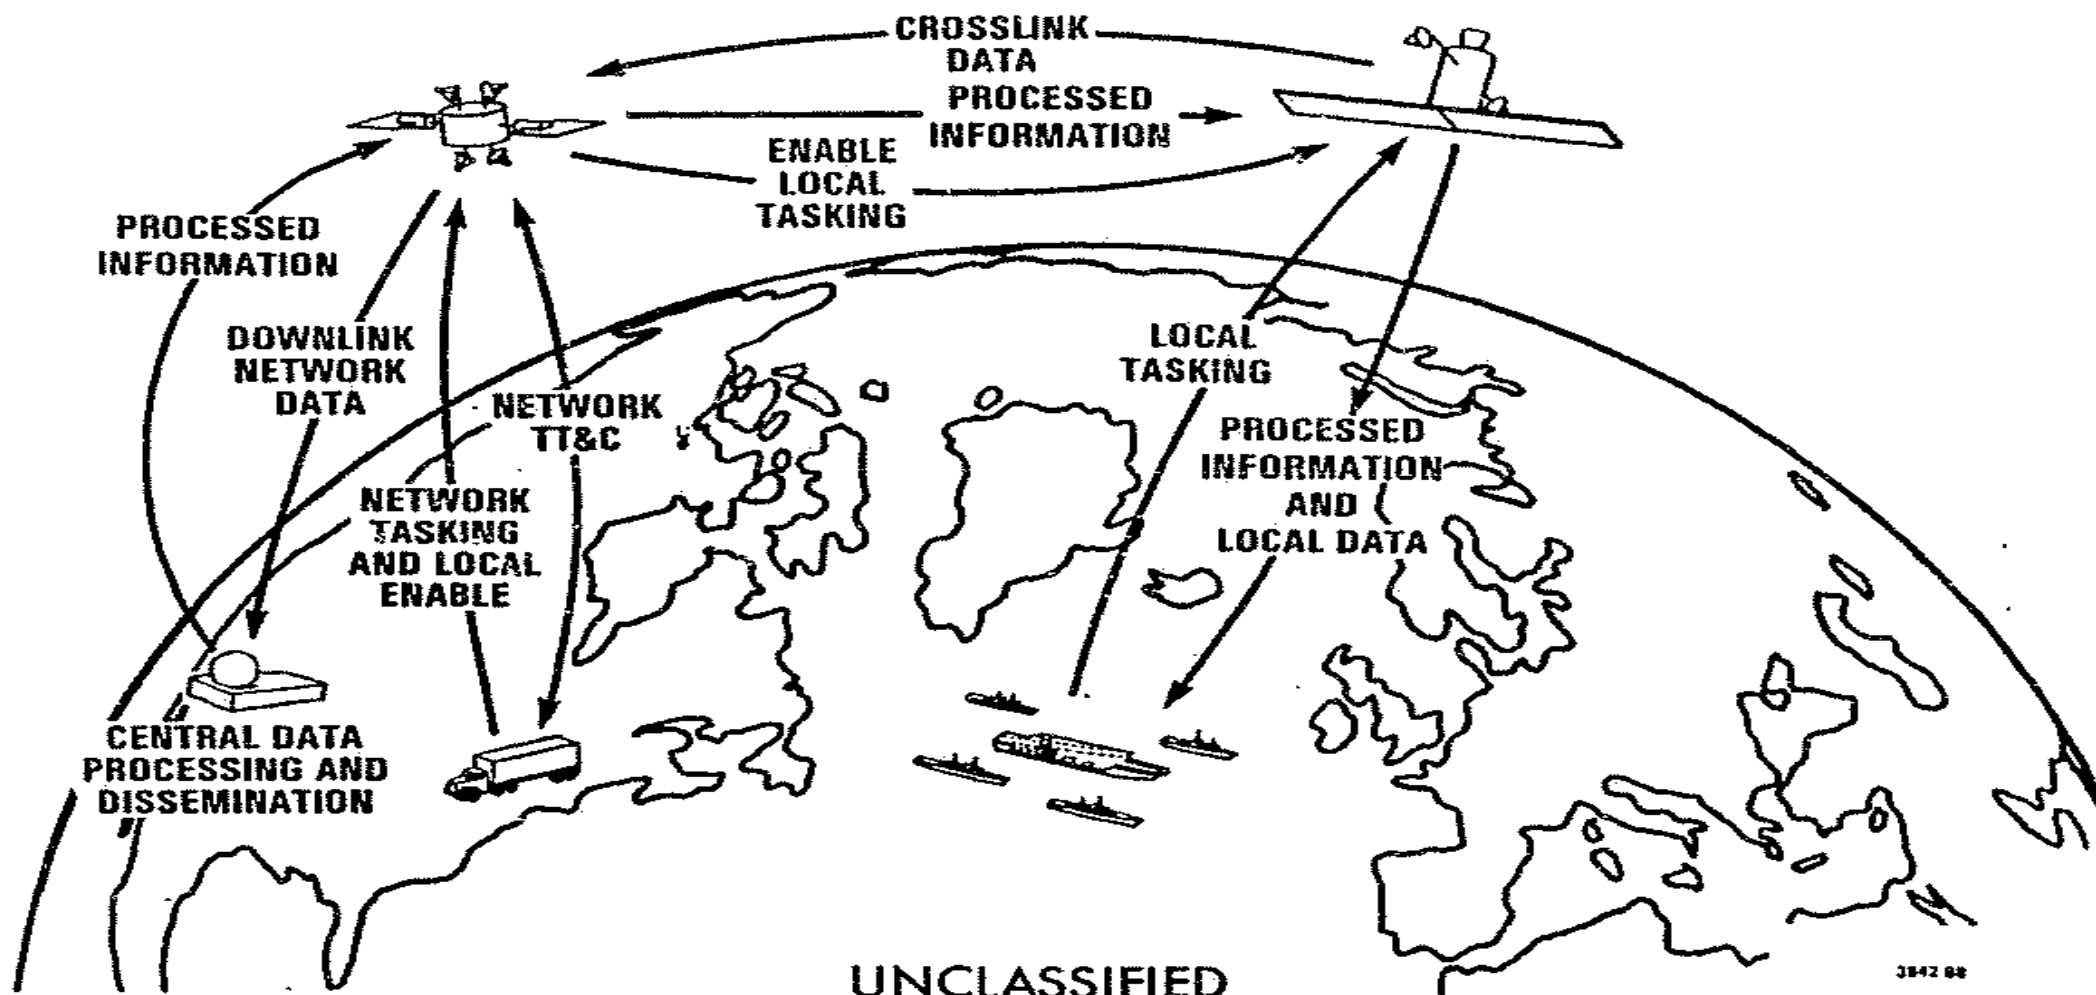 CROSSLINK
DATA
PROCESSED
INFORMATION
ENABLE
LOCAL
TASKING
PROCESSED
INFORMATION
DOWNLINK
NETWORK
DATA
NETWORK
TT&C
NETWORK
TASKING
AND LOCAL
ENABLE
LOCAL
TASKING
PROCESSED
INFORMATION
AND
LOCAL DATA
CENTRAL DATA
PROCESSING AND
DISSEMINATION
UNCLASSIFIED